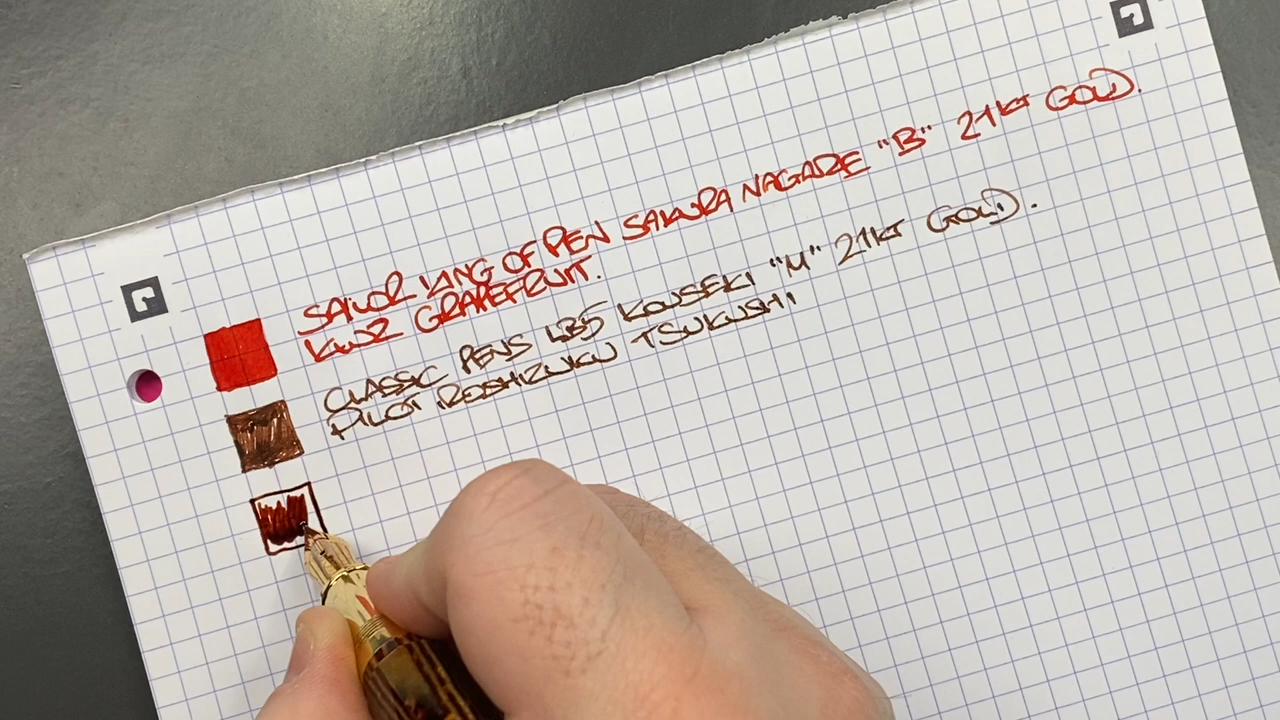 SAILOR KING OF PEN SAKURA NAGARE "B" 21KT GOLD.
KWZ GRAPEFRUIT.
CLASSIC PENS LB5 KOUSEKI "M" 21KT GOLD.
PILOT IROSHIZUKU TSUKUSHI